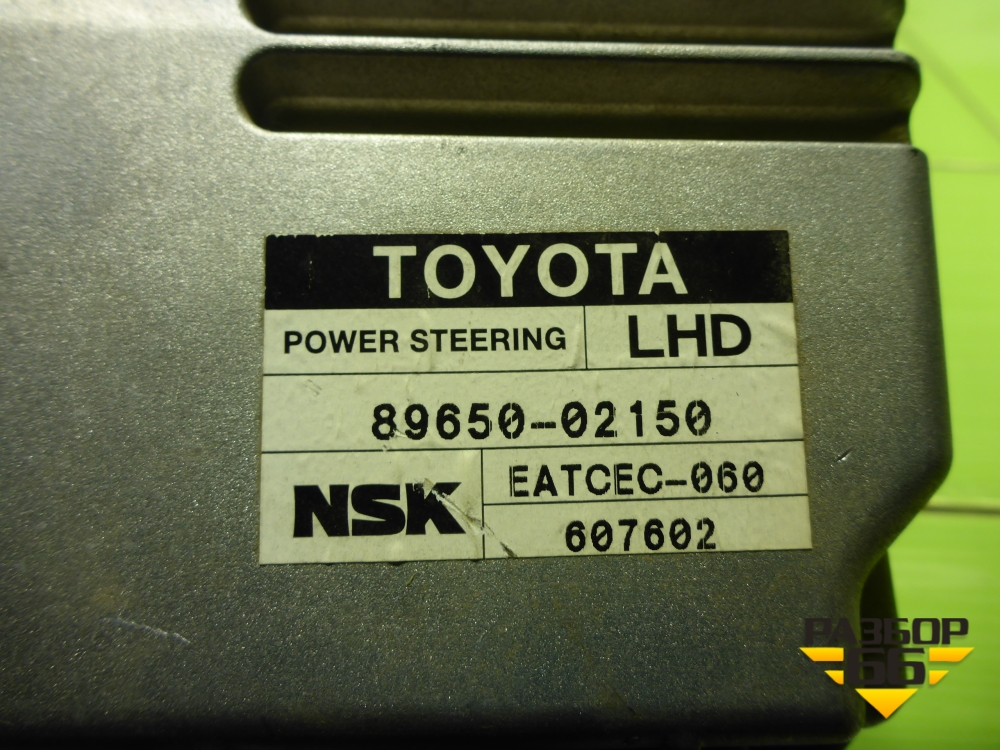 TOYOTA
POWER STEERING LHD
89650-02150
NSK EATCEC-060
607602
РАЗБОР
66